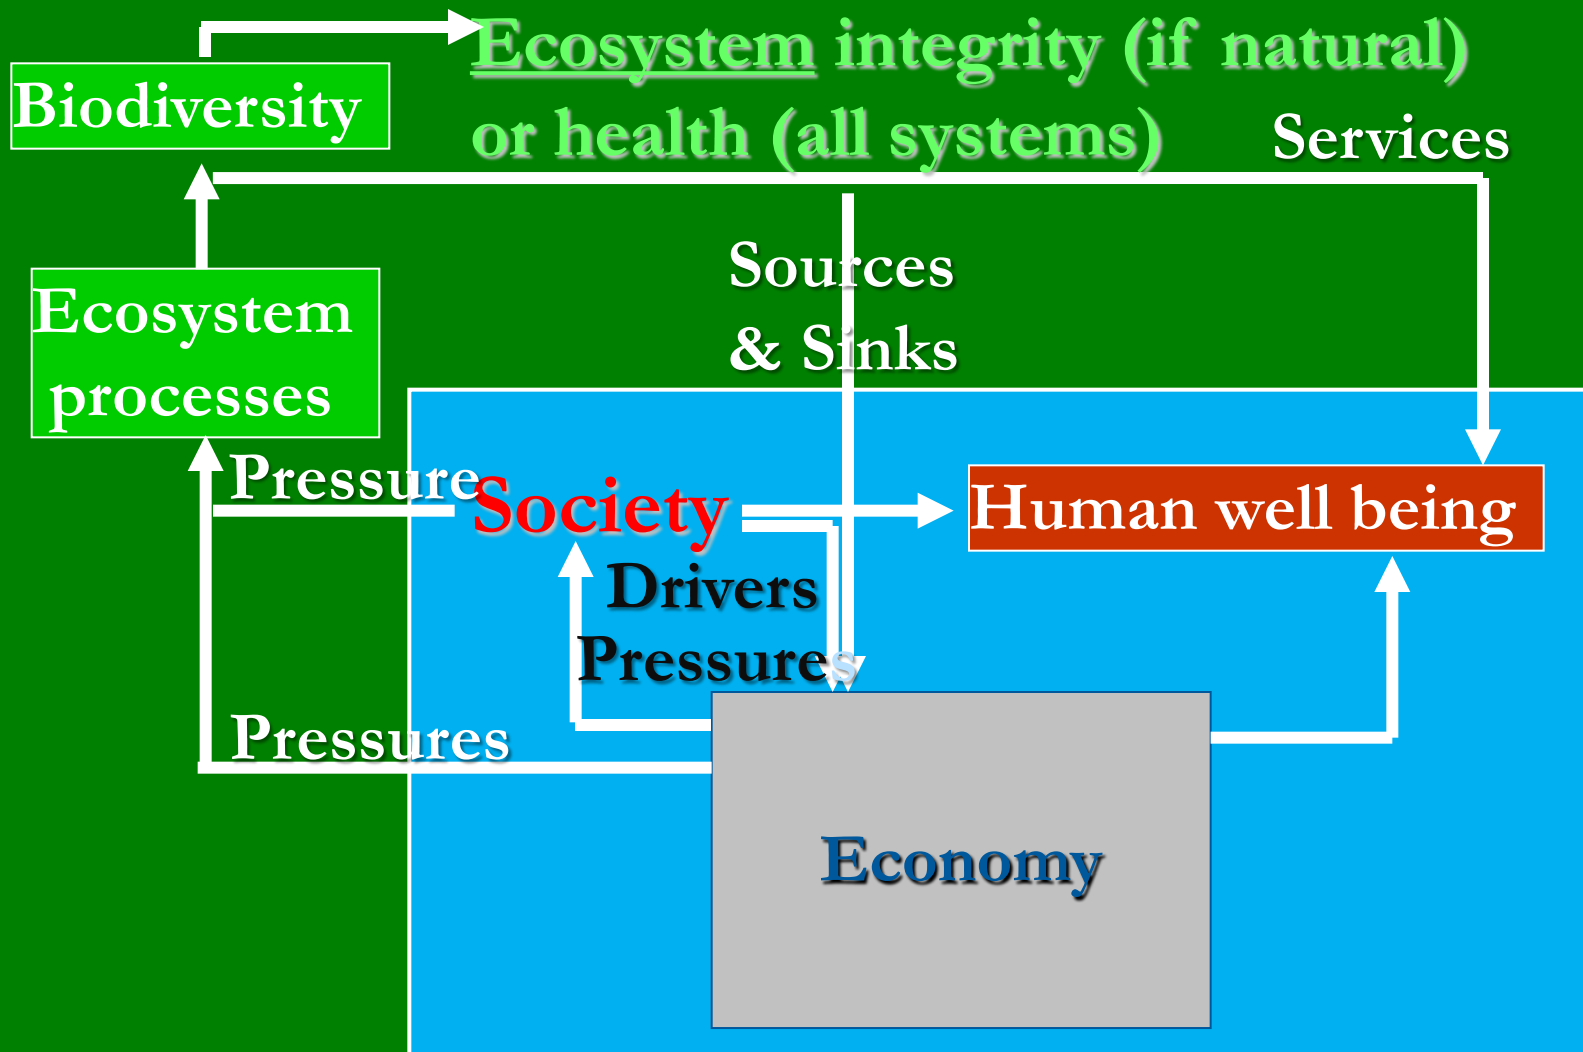 Ecosystem integrity (if natural)
or health (all systems)
Biodiversity
Services
Sources
& Sinks
Ecosystem
processes
Pressure
Society
Human well being
Drivers
Pressures
Pressures
Economy